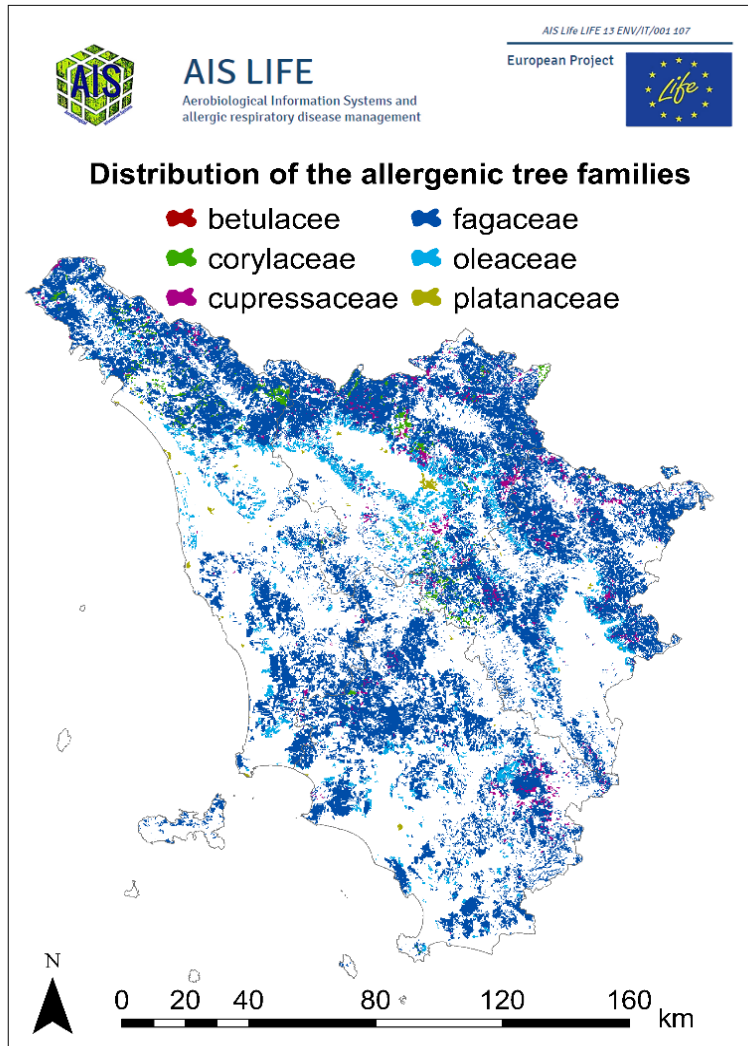 AIS Life LIFE 13 ENV/IT/001 107
European Project
AIS
Life
AIS LIFE
Aerobiological Information Systems and
allergic respiratory disease management
Distribution of the allergenic tree families
betulacee
fagaceae
corylaceae
oleaceae
cupressaceae
platanaceae
N
0 20 40 80 120 160
km